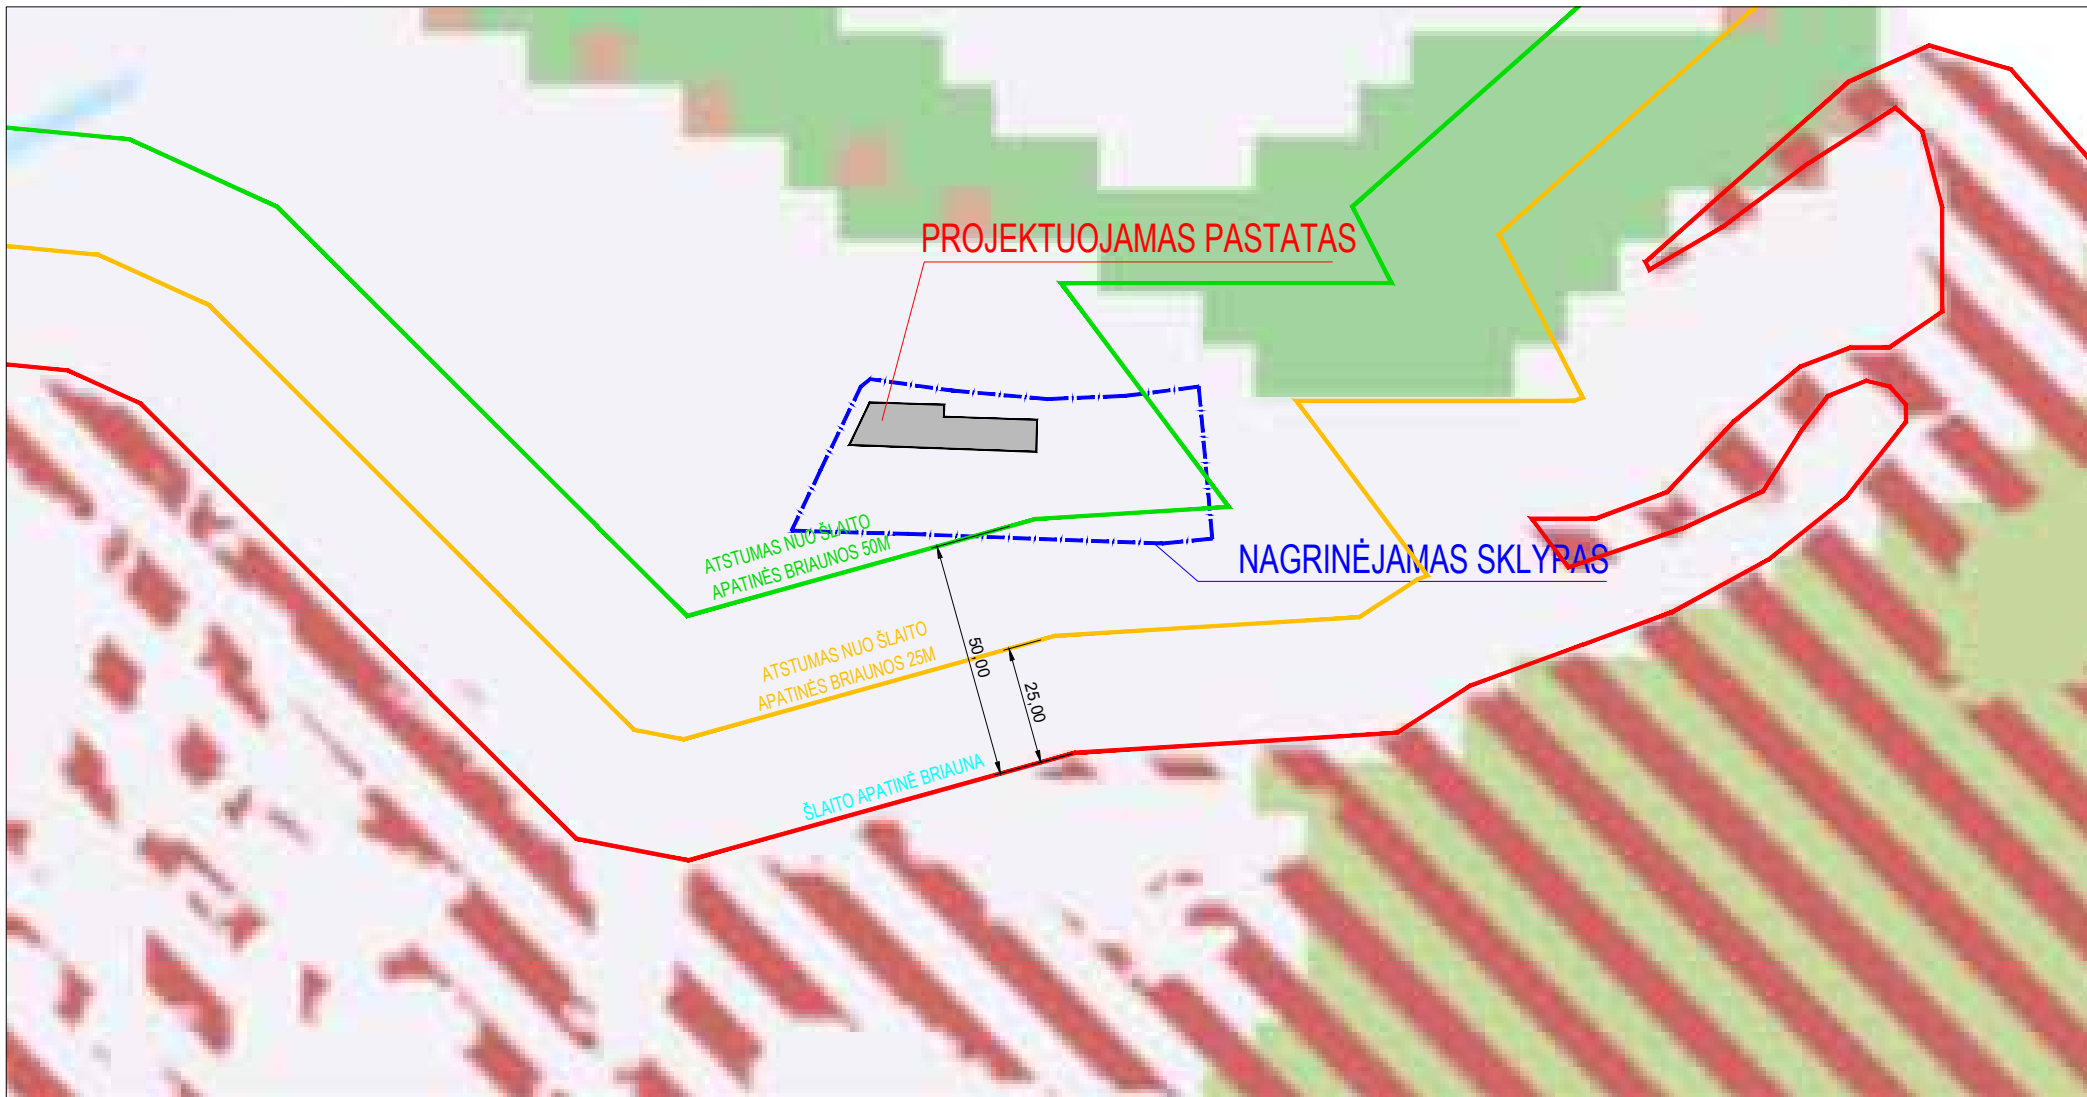 PROJEKTUOJAMAS PASTATAS
ATSTUMAS NUO ŠLAITO
APATINĖS BRIAUNOS 50M
NAGRINĖJAMAS SKLYPAS
ATSTUMAS NUO ŠLAITO
APATINĖS BRIAUNOS 25M
50,00
25,00
ŠLAITO APATINĖ BRIAUNA